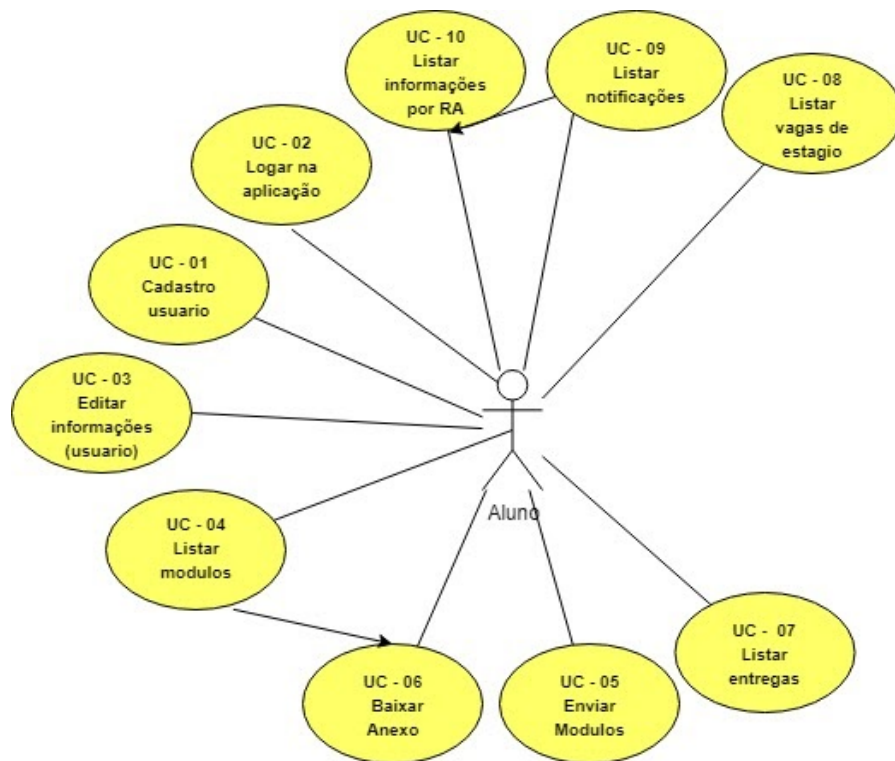 UC - 10
Listar
informações
por RA
UC - 09
Listar
notificações
UC - 08
Listar
vagas de
estagio
UC - 02
Logar na
aplicação
UC - 01
Cadastro
usuario
UC - 03
Editar
informações
(usuario)
UC - 04
Listar
modulos
Aluno
UC - 06
Baixar
Anexo
UC - 05
Enviar
Modulos
UC - 07
Listar
entregas